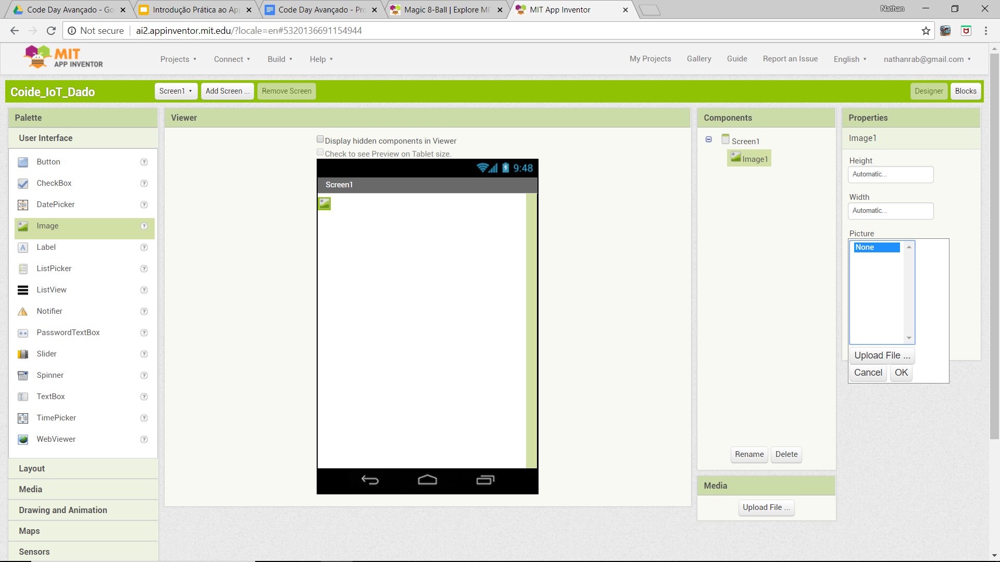 Code Day Avançado - Go
Introdução Prática ao Ap
Code Day Avançado - Pro
Magic 8-Ball | Explore MI
MIT App Inventor
Nathan
Not secure
ai2.appinventor.mit.edu/?locale=en#5320136691154944
MIT
APP INVENTOR
Projects
Connect
Build
Help
My Projects
Gallery
Guide
Report an Issue
English
nathanrab@gmail.com
Coide_IoT_Dado
Screen1
Add Screen ...
Remove Screen
Designer
Blocks
Palette
User Interface
Button
CheckBox
DatePicker
Image
Label
ListPicker
ListView
Notifier
PasswordTextBox
Slider
Spinner
TextBox
TimePicker
WebViewer
Layout
Media
Drawing and Animation
Maps
Sensors
Viewer
Display hidden components in Viewer
Check to see Preview on Tablet size.
9:48
Screen1
Components
Screen1
Image1
Rename
Delete
Media
Upload File ...
Properties
Image1
Height
Automatic...
Width
Automatic...
Picture
None
Upload File ...
Cancel
OK